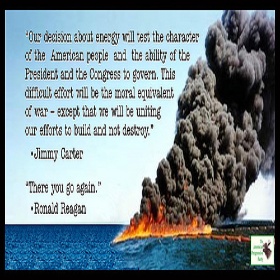 "Our decision about energy will test the character
of the American people and the ability of the
President and the Congress to govern. This
difficult effort will be the moral equivalent
of war – except that we will be uniting
our efforts to build and not destroy."
•Jimmy Carter
"There you go again."
•Ronald Reagan